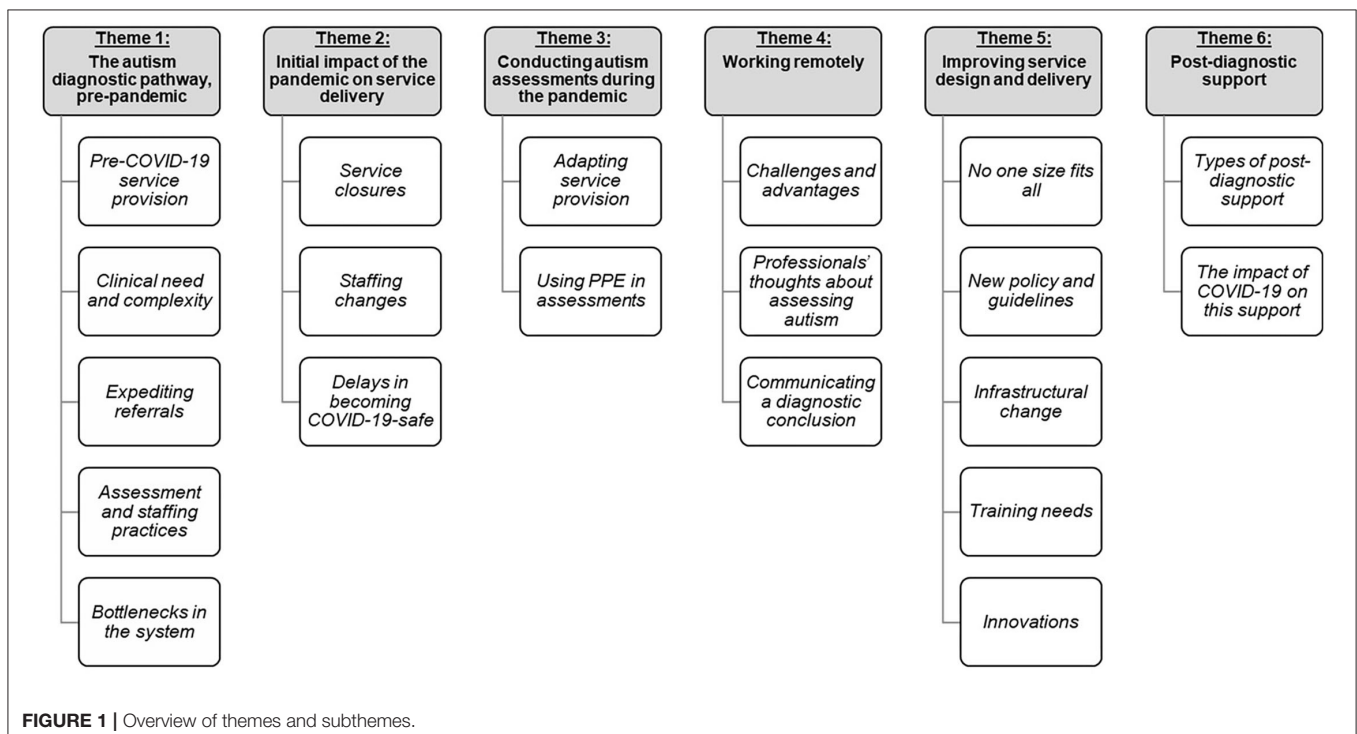 Theme 1:
The autism
diagnostic pathway,
pre-pandemic
Pre-COVID-19
service
provision
Clinical need
and complexity
Expediting
referrals
Assessment
and staffing
practices
Bottlenecks in
the system
Theme 2:
Initial impact of the
pandemic on service
delivery
Service
closures
Staffing
changes
Delays in
becoming
COVID-19-safe
Theme 3:
Conducting autism
assessments during
the pandemic
Adapting
service
provision
Using PPE in
assessments
Theme 4:
Working remotely
Challenges and
advantages
Professionals'
thoughts about
assessing
autism
Communicating
a diagnostic
conclusion
Theme 5:
Improving service
design and delivery
No one size fits
all
New policy and
guidelines
Infrastructural
change
Training needs
Innovations
Theme 6:
Post-diagnostic
support
Types of post-
diagnostic
support
The impact of
COVID-19 on
this support
FIGURE 1 | Overview of themes and subthemes.